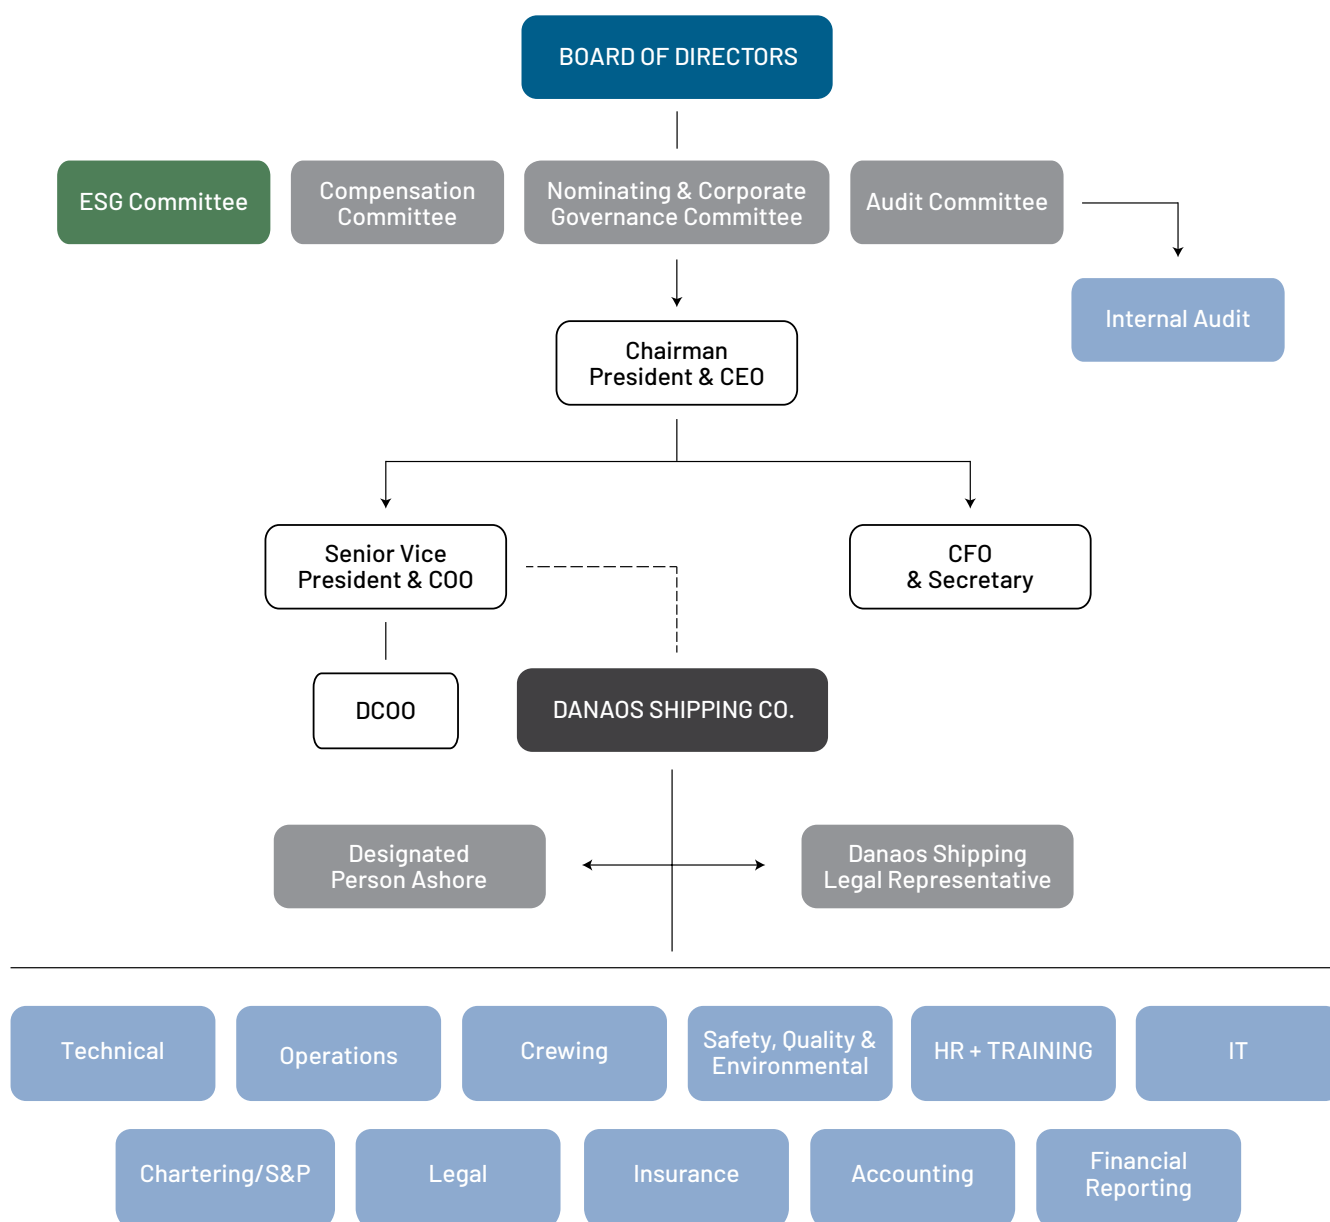 BOARD OF DIRECTORS
ESG Committee
Compensation
Committee
Nominating & Corporate
Governance Committee
Audit Committee
Internal Audit
Chairman
President & CEO
Senior Vice
President & COO
CFO
& Secretary
DCOO
DANAOS SHIPPING CO.
Designated
Person Ashore
Danaos Shipping
Legal Representative
Technical
Operations
Crewing
Safety, Quality &
Environmental
HR + TRAINING
IT
Chartering/S&P
Legal
Insurance
Accounting
Financial
Reporting